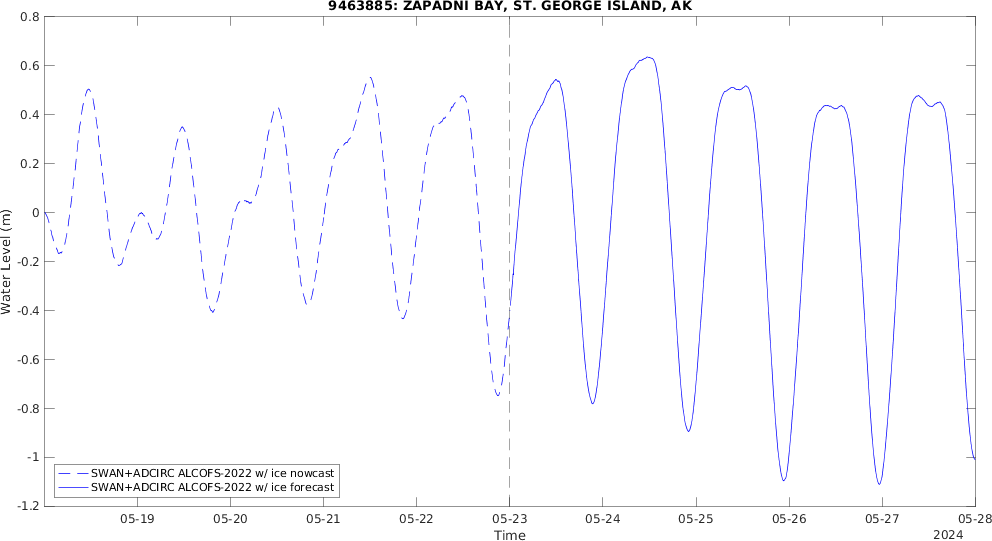 9463885: ZAPADNI BAY, ST. GEORGE ISLAND, AK
Water Level (m)
0.8
0.6
0.4
0.2
0
-0.2
-0.4
-0.6
-0.8
-1
-1.2
SWAN+ADCIRC ALCOFS-2022 w/ ice nowcast
SWAN+ADCIRC ALCOFS-2022 w/ ice forecast
05-19 05-20 05-21 05-22 05-23 05-24 05-25 05-26 05-27 05-28
Time
2024